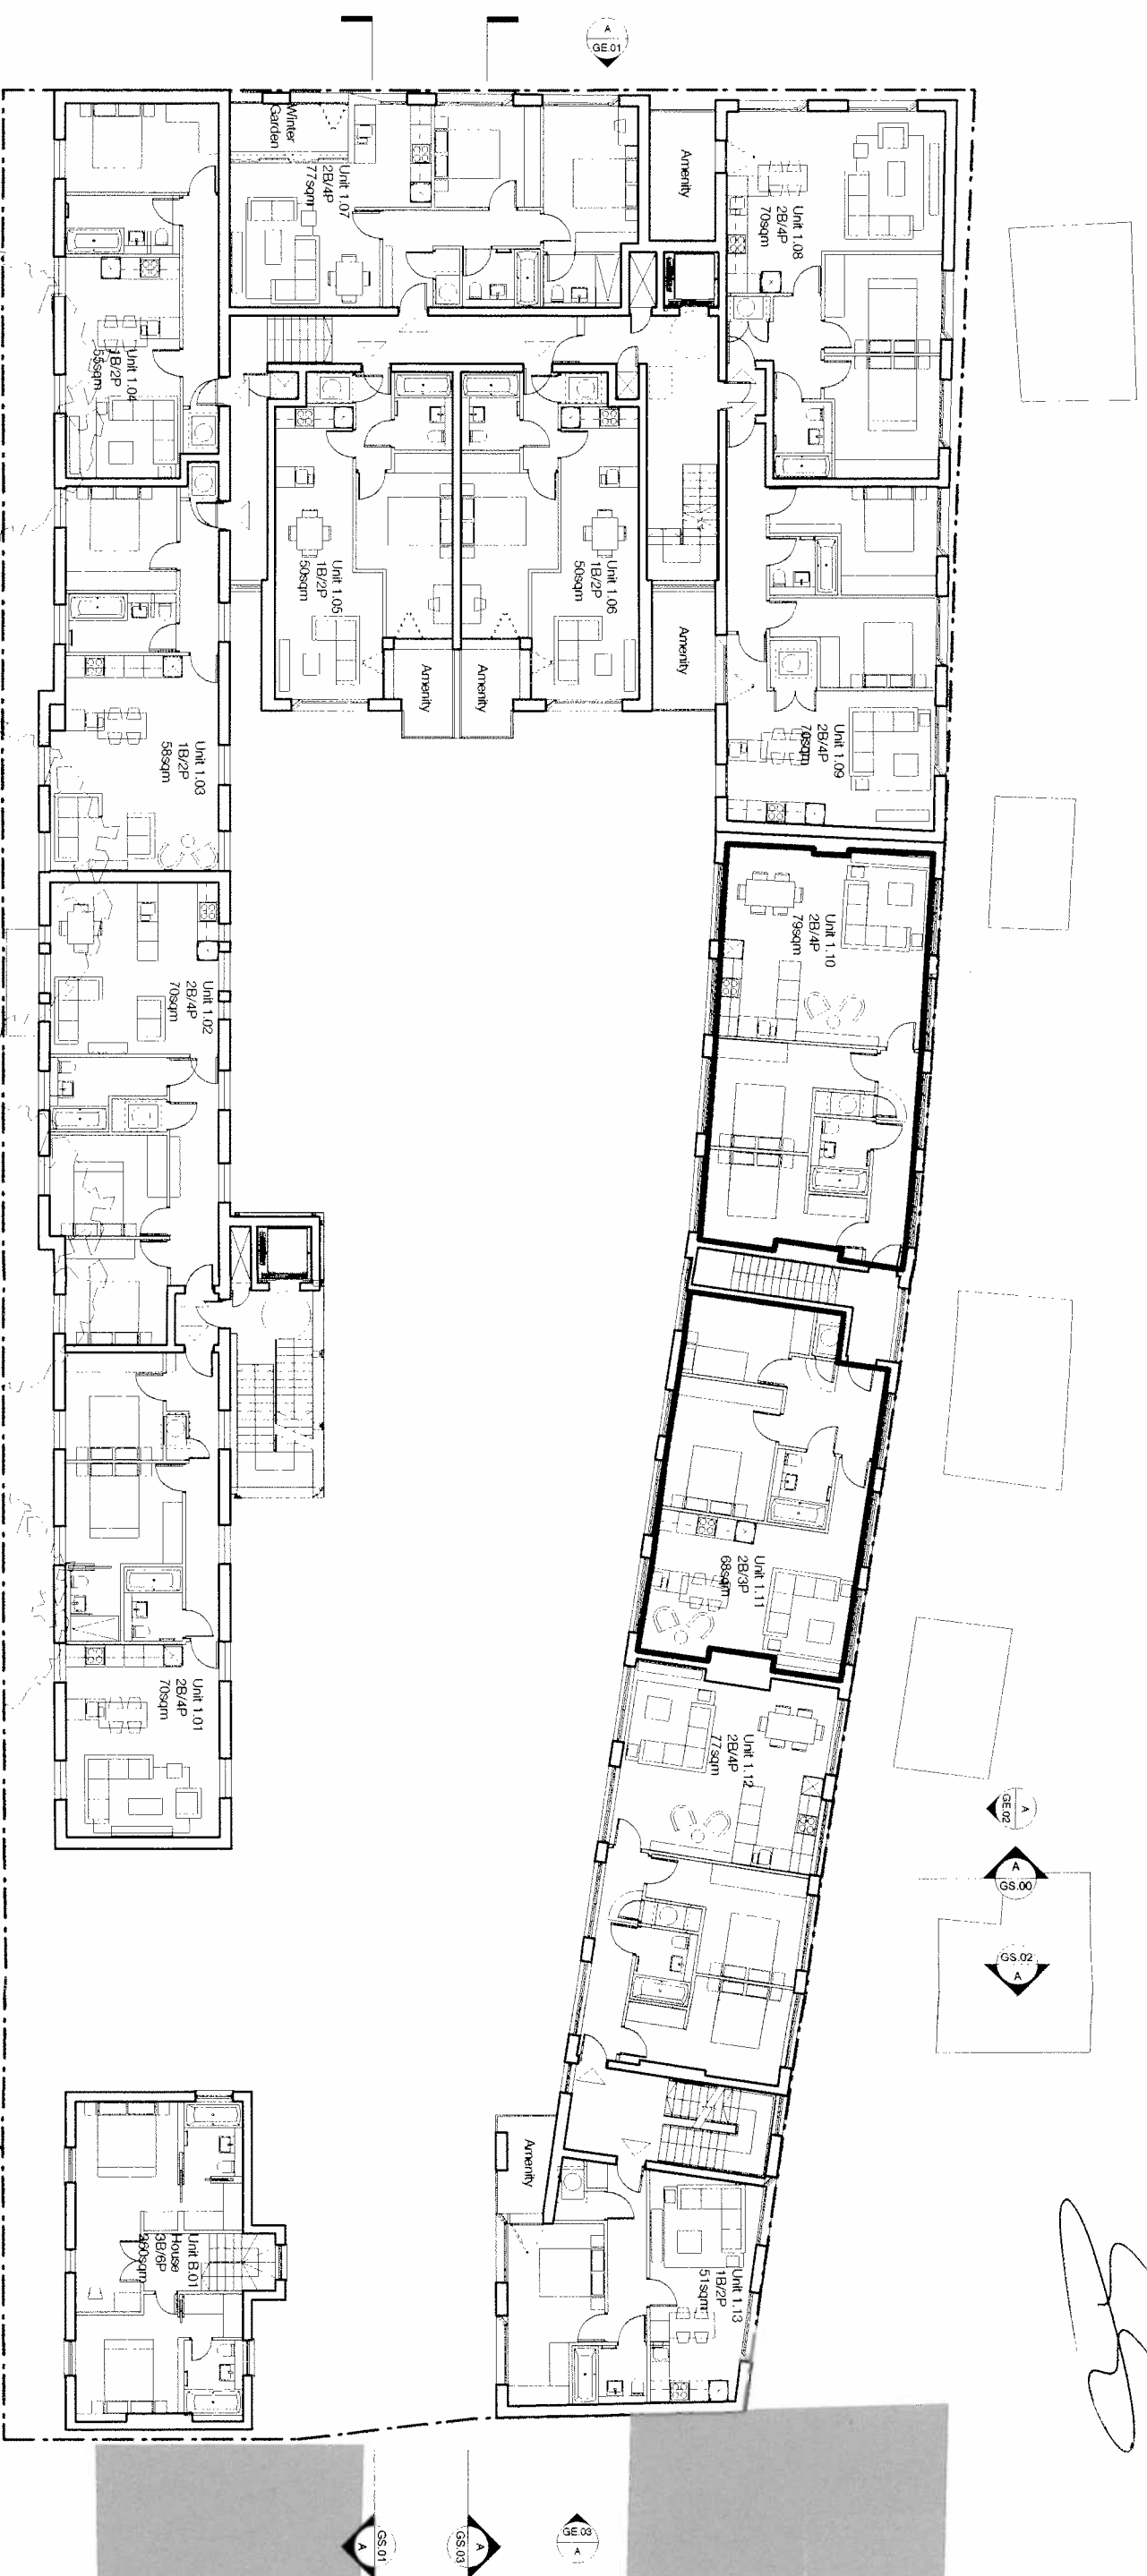 A
GE.01
Winter
Garden
Unit 1.07
2B/4P
77sqm
Amenity
Unit 1.08
2B/4P
70sqm
Unit 1.04
1B/2P
55sqm
Unit 1.05
1B/2P
50sqm
Unit 1.06
1B/2P
50sqm
Amenity
Amenity
Amenity
Unit 1.03
1B/2P
58sqm
Unit 1.09
2B/4P
70sqm
Unit 1.10
2B/4P
79sqm
Unit 1.02
2B/4P
70sqm
Unit 1.11
2B/3P
68sqm
Unit 1.01
2B/4P
70sqm
Unit 1.12
2B/4P
77sqm
A
GE.02
A
GS.00
GS.02
A
Amenity
Unit B.01
House
3B/6P
Unit 1.13
1B/2P
51sqm
GS.01
A
GS.03
A
GE.03
A